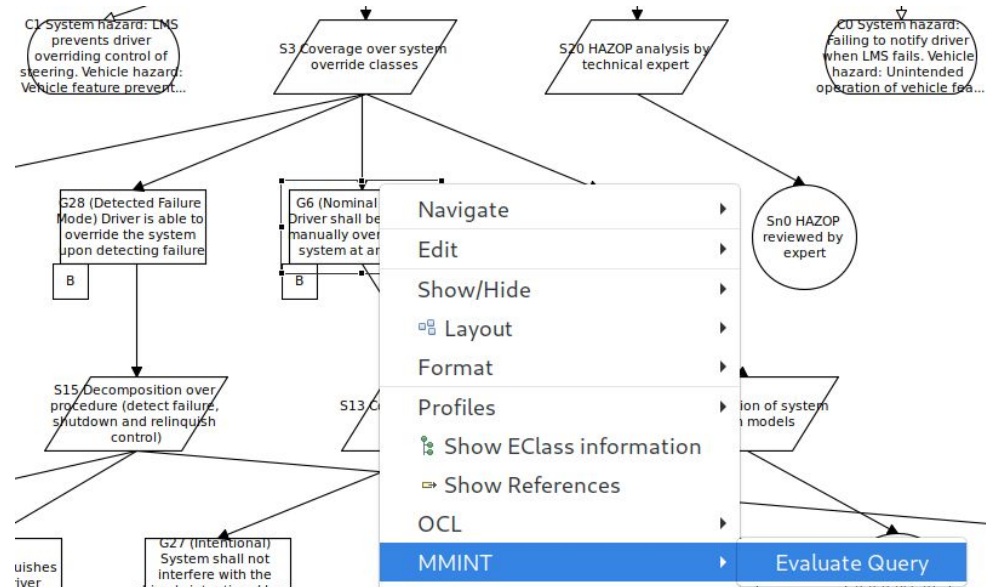 C1 System hazard: LMS
prevents driver
overriding control of
steering. Vehicle hazard:
Vehicle feature prevent...
S3 Coverage over system
override classes
S20 HAZOP analysis by
technical expert
C0 System hazard:
Failing to notify driver
when LMS fails. Vehicle
hazard: Unintended
operation of vehicle fea...
G28 (Detected Failure
Mode) Driver is able to
override the system
upon detecting failure
B
G6 (Nominal
Driver shall be
manually over
system at an
B
Sn0 HAZOP
reviewed by
expert
Navigate
Edit
Show/Hide
Layout
Format
Profiles
Show EClass information
Show References
OCL
MMINT
Evaluate Query
S15 Decomposition over
procedure (detect failure,
shutdown and relinquish
control)
S13
ion of system
models
uishes
iver
G27 (Intentional)
System shall not
interfere with the